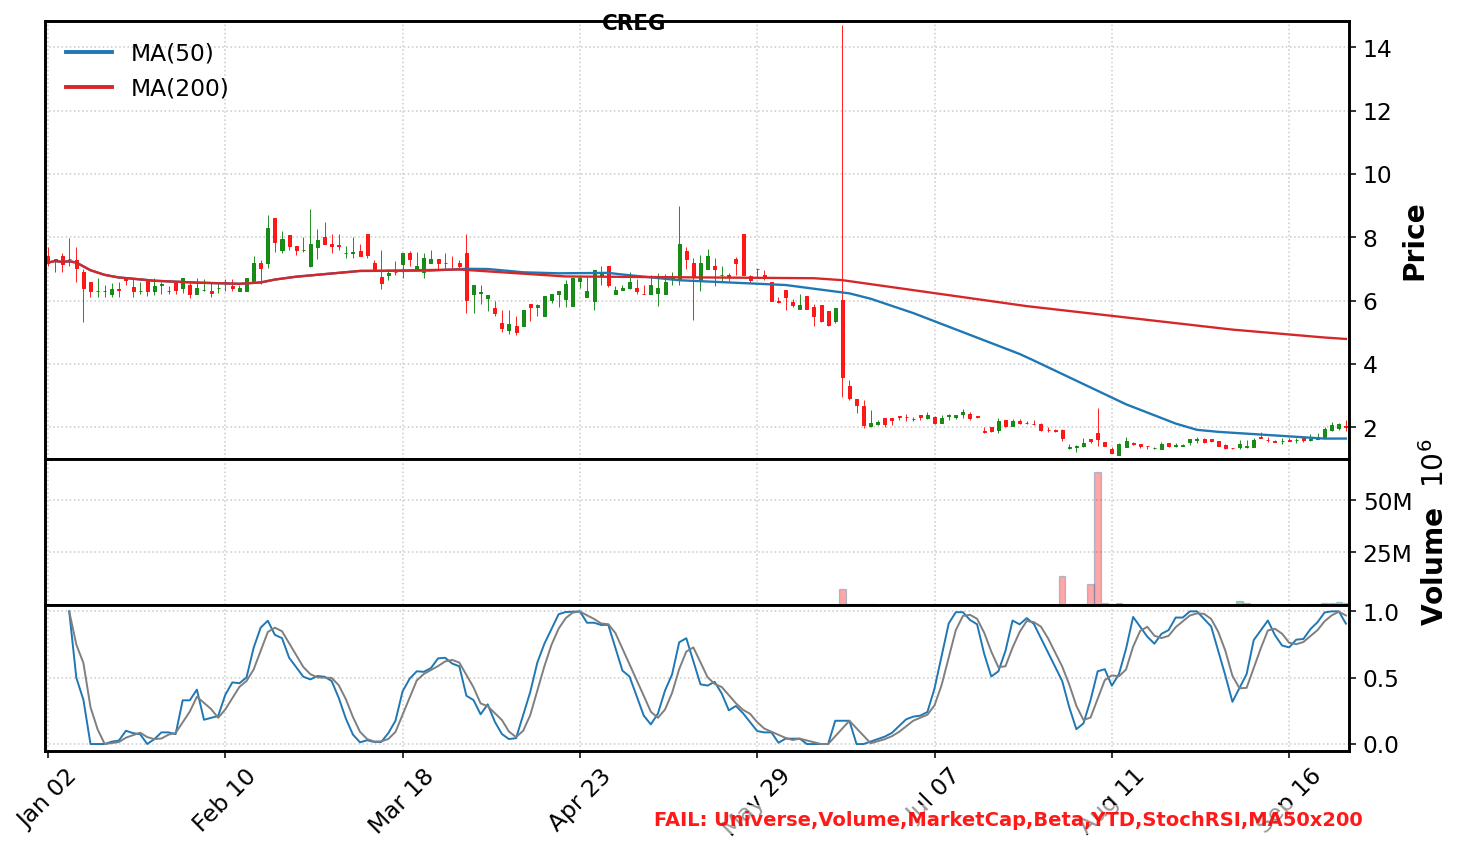 CREG
MA(50)
MA(200)
14
12
10
8
6
4
2
Price
50M
25M
Volume 10^6
1.0
0.5
0.0
Jan 02
Feb 10
Mar 18
Apr 23
May 29
Jul 07
Aug 11
Sep 16
FAIL: Universe,Volume,MarketCap,Beta,YTD,StochRSI,MA50x200